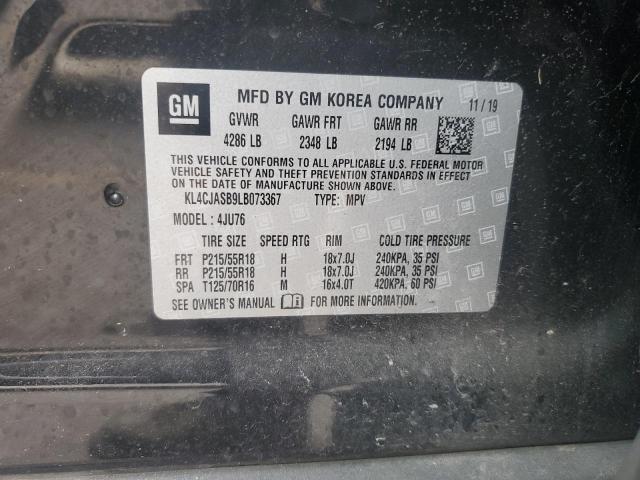 GM MFD BY GM KOREA COMPANY 11 / 19
GVWR GAWR FRT GAWR RR
4286 LB 2348 LB 2194 LB
THIS VEHICLE CONFORMS TO ALL APPLICABLE U.S. FEDERAL MOTOR
VEHICLE SAFETY AND THEFT PREVENTION STANDARDS IN EFFECT ON
THE DATE OF MANUFACTURE SHOWN ABOVE.
KL4CJASB9LB073367 TYPE: MPV
MODEL : 4JU76
TIRE SIZE SPEED RTG RIM COLD TIRE PRESSURE
FRT P215/55R18 H 18x7.0J 240KPA, 35 PSI
RR P215/55R18 H 18x7.0J 240KPA, 35 PSI
SPA T125/70R16 M 16x4.0T 420KPA, 60 PSI
SEE OWNER'S MANUAL FOR MORE INFORMATION.